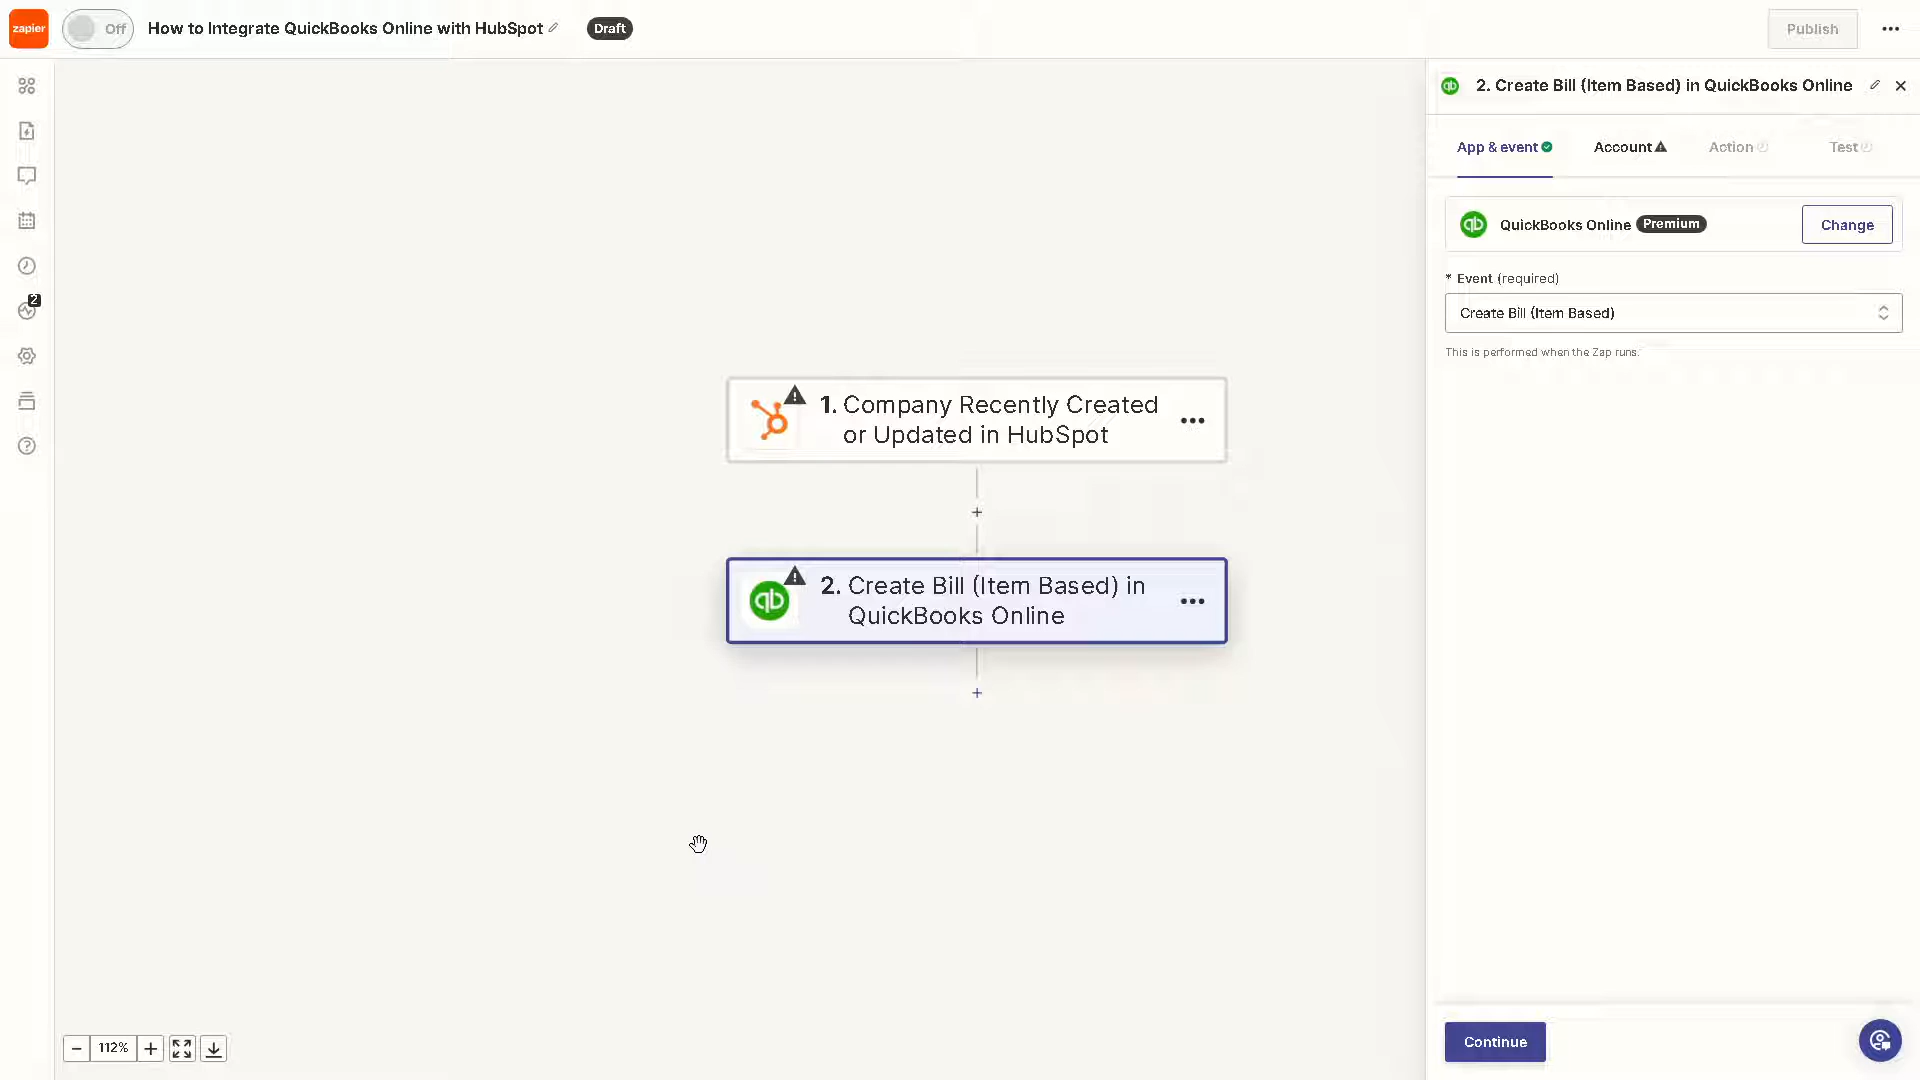 zapier
Off
How to Integrate QuickBooks Online with HubSpot
Draft
Publish
2
1. Company Recently Created
or Updated in HubSpot
2. Create Bill (Item Based) in
QuickBooks Online
112%
2. Create Bill (Item Based) in QuickBooks Online
App & event
Account
Action
Test
QuickBooks Online Premium
Change
* Event (required)
Create Bill (Item Based)
This is performed when the Zap runs.
Continue